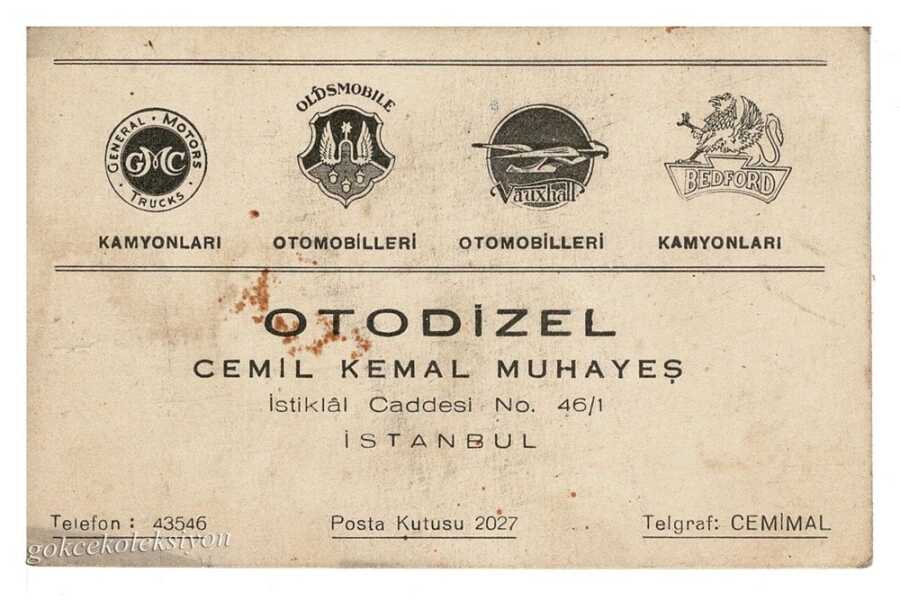 GENERAL · MOTORS · TRUCKS ·
GMC
OLDSMOBILE
Vauxhall
BEDFORD
KAMYONLARI OTOMOBİLLERİ OTOMOBİLLERİ KAMYONLARI
OTODİZEL
CEMİL KEMAL MUHAYEŞ
İstiklâl Caddesi No. 46/1
İSTANBUL
Telefon : 43546 Posta Kutusu 2027 Telgraf: CEMİMAL
gokcekoleksiyon